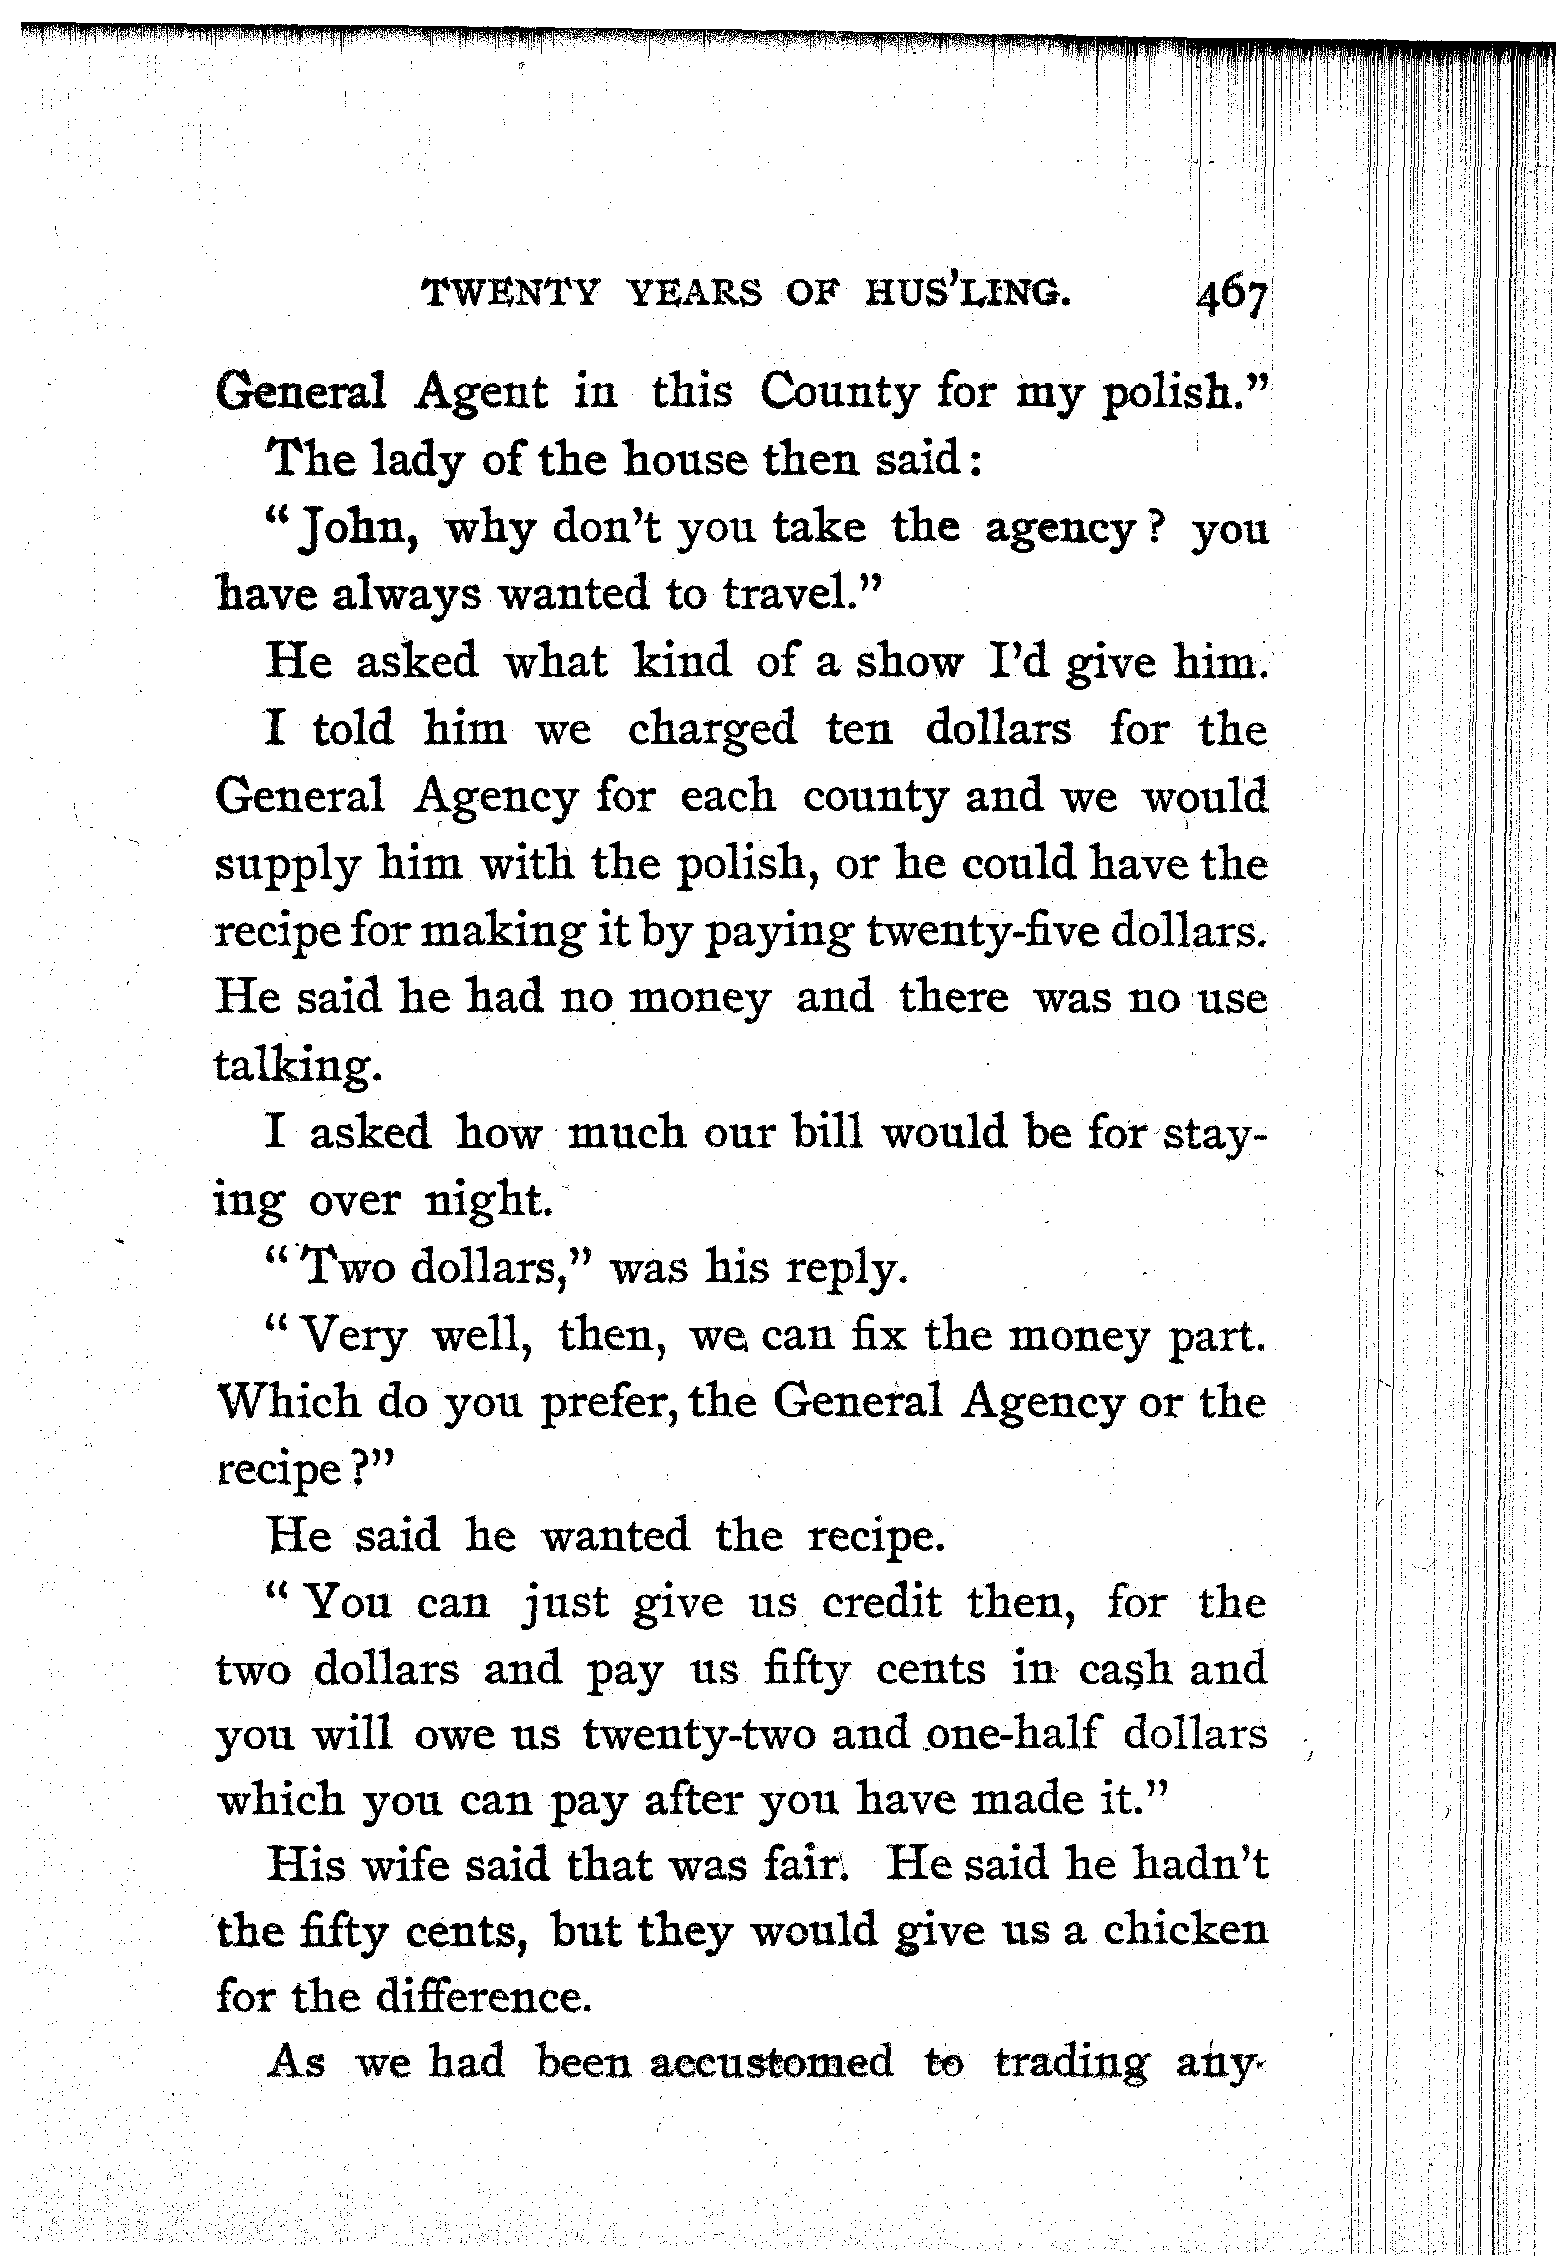 TWENTY YEARS OF HUS'LING. 467
General Agent in this County for my polish."
The lady of the house then said:
"John, why don't you take the agency? you
have always wanted to travel."
He asked what kind of a show I'd give him.
I told him we charged ten dollars for the
General Agency for each county and we would
supply him with the polish, or he could have the
recipe for making it by paying twenty-five dollars.
He said he had no money and there was no use
talking.
I asked how much our bill would be for stay-
ing over night.
"Two dollars," was his reply.
"Very well, then, we can fix the money part.
Which do you prefer, the General Agency or the
recipe?"
He said he wanted the recipe.
"You can just give us credit then, for the
two dollars and pay us fifty cents in cash and
you will owe us twenty-two and one-half dollars
which you can pay after you have made it."
His wife said that was fair. He said he hadn't
the fifty cents, but they would give us a chicken
for the difference.
As we had been accustomed to trading any-